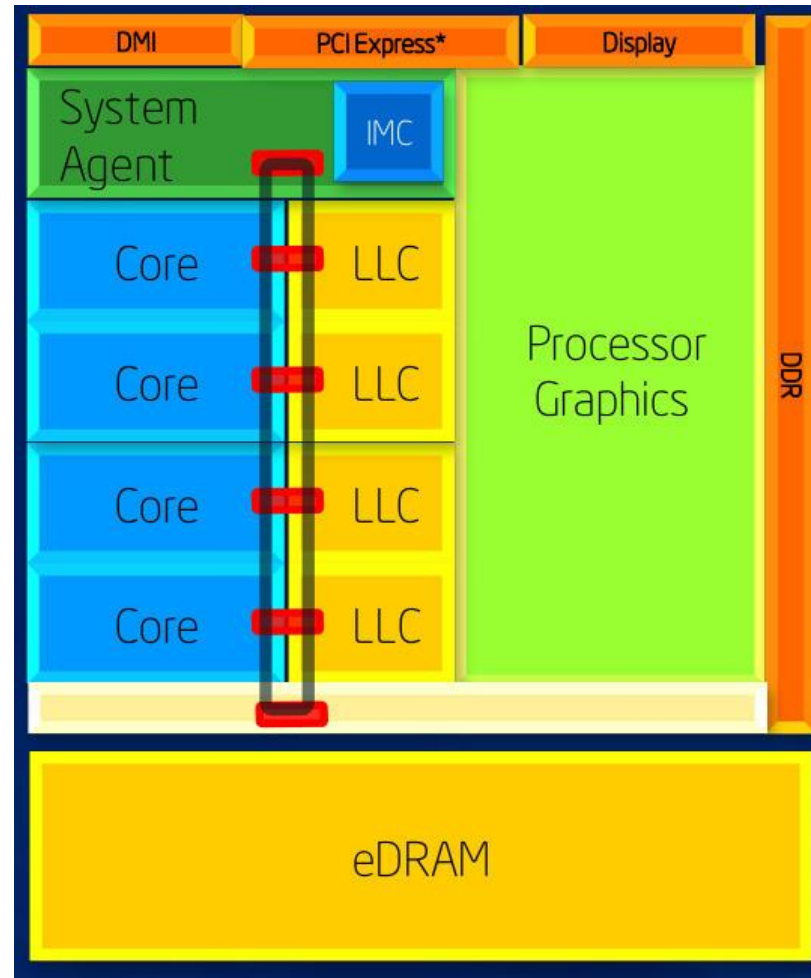 DMI
PCI Express*
Display
System
Agent
IMC
Core
LLC
Core
LLC
Processor
Graphics
DDR
Core
LLC
Core
LLC
eDRAM